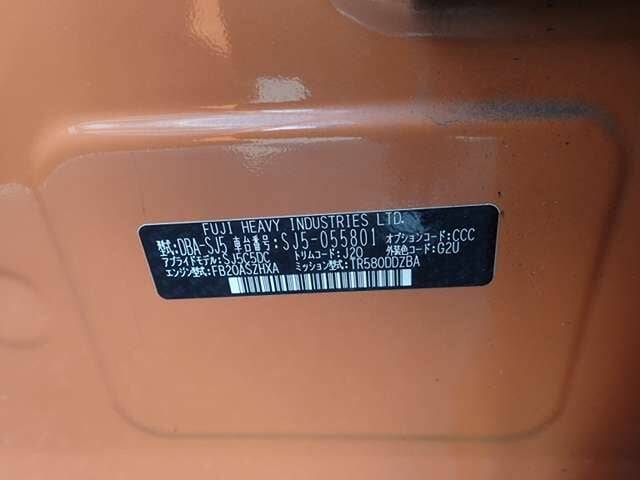 FUJI HEAVY INDUSTRIES LTD.
型式:DBA-SJ5 車台番号:SJ5-055801 オプションコード:CCC
アプライドモデル:SJ5C5DC トリムコード:J20 外装色コード:G2U
エンジン型式:FB20ASZHXA ミッション型式:TR580DDZBA